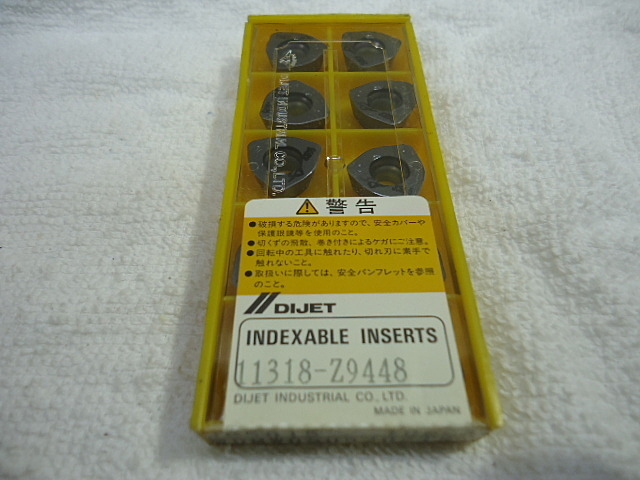 DIJET INDUSTRIAL CO., LTD.
警告
●破損する危険がありますので、安全カバーや
保護眼鏡等を使用のこと。
●切くずの飛散、巻き付きによるケガにご注意。
●回転中の工具に触れたり、切れ刃に素手で
触れないこと。
●取扱いに際しては、安全パンフレットを参照
のこと。
DIJET
INDEXABLE INSERTS
11318-Z9448
DIJET INDUSTRIAL CO., LTD.
MADE IN JAPAN